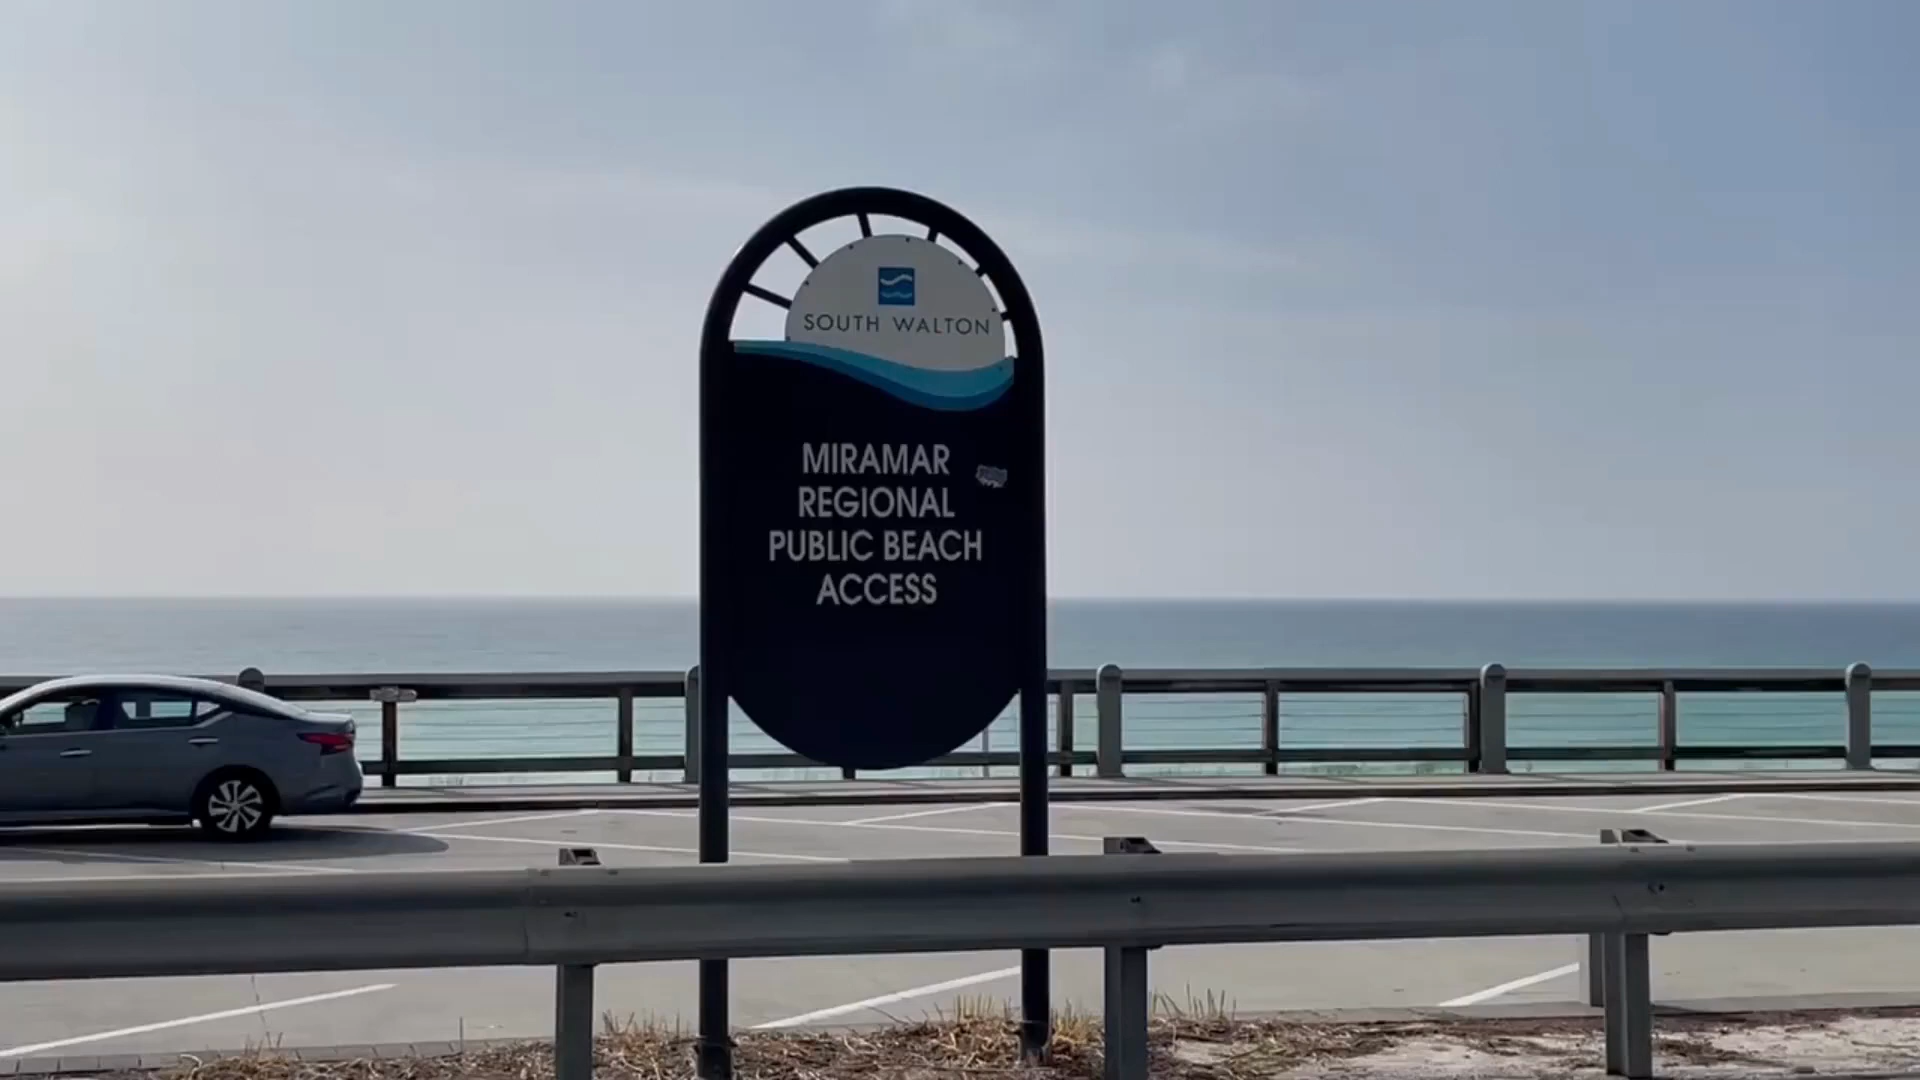 SOUTH WALTON
MIRAMAR
REGIONAL
PUBLIC BEACH
ACCESS